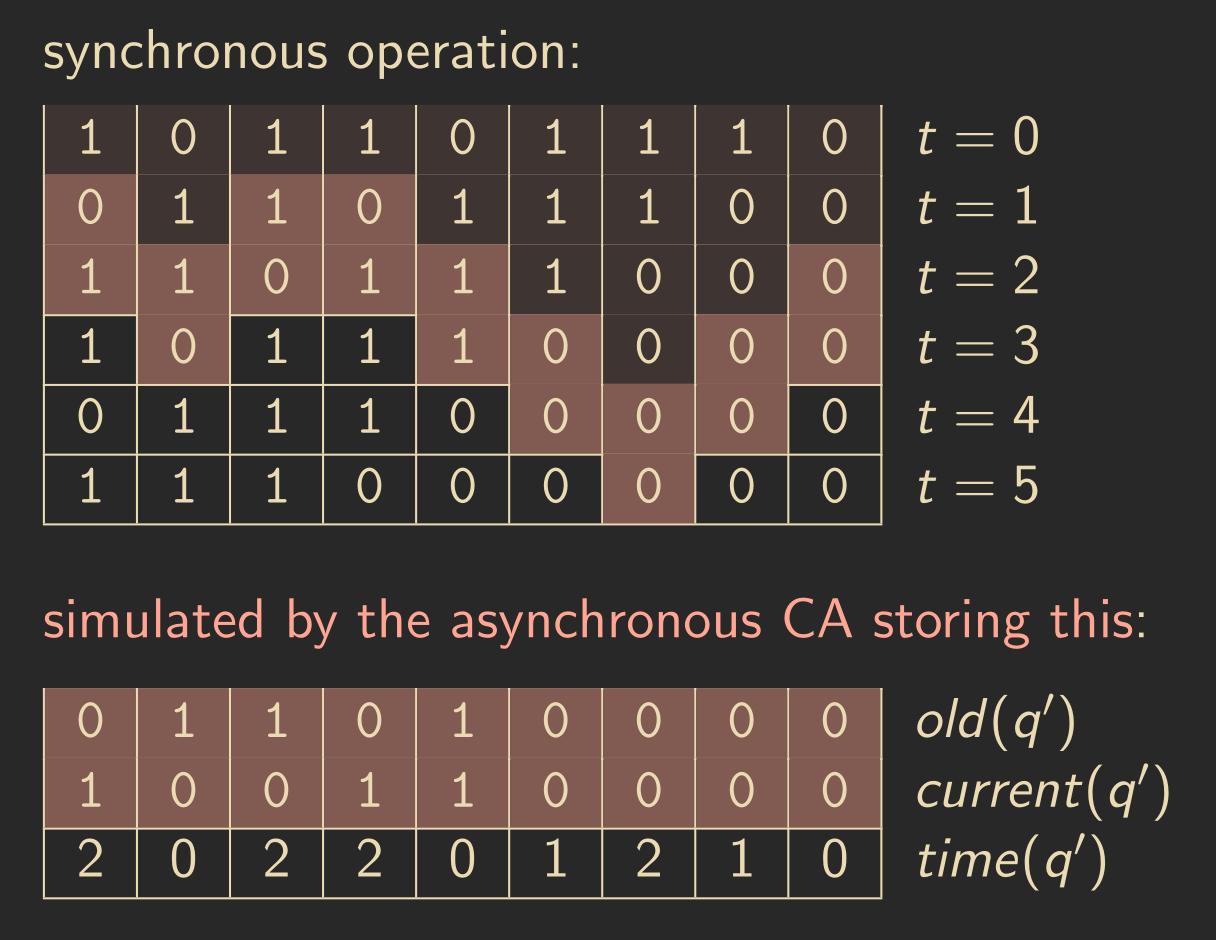 synchronous operation:
1 0 1 1 0 1 1 1 0 t = 0
0 1 1 0 1 1 1 0 0 t = 1
1 1 0 1 1 1 0 0 0 t = 2
1 0 1 1 1 0 0 0 0 t = 3
0 1 1 1 0 0 0 0 0 t = 4
1 1 1 0 0 0 0 0 0 t = 5
simulated by the asynchronous CA storing this:
0 1 1 0 1 0 0 0 0 old(q′)
1 0 0 1 1 0 0 0 0 current(q′)
2 0 2 2 0 1 2 1 0 time(q′)